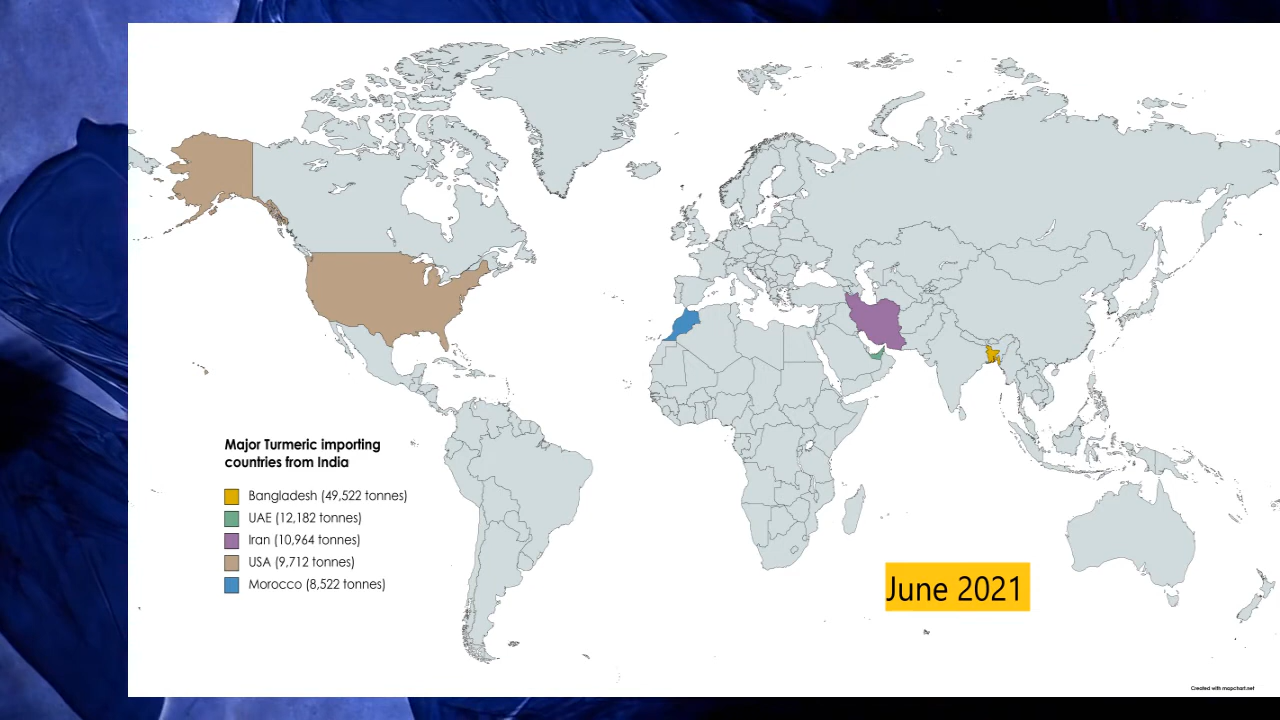 Major Turmeric importing
countries from India
Bangladesh (49,522 tonnes)
UAE (12,182 tonnes)
Iran (10,964 tonnes)
USA (9,712 tonnes)
Morocco (8,522 tonnes)
June 2021
Created with mapchart.net